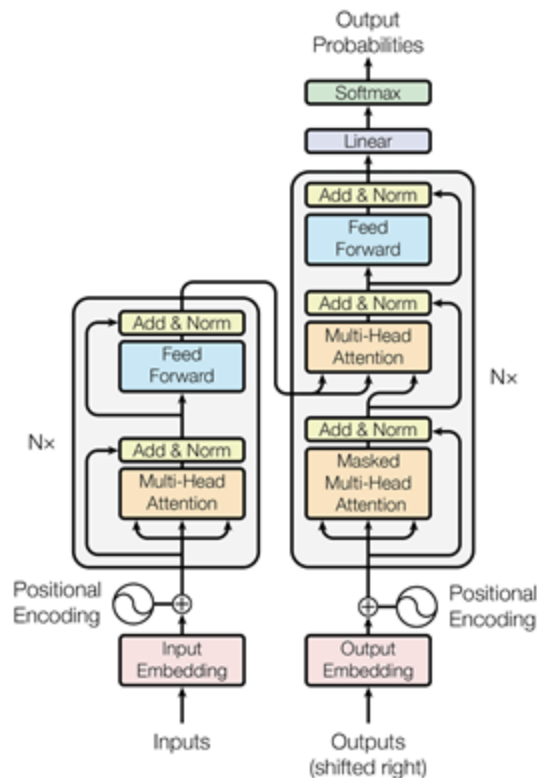 Output
Probabilities
Softmax
Linear
Add & Norm
Feed
Forward
Add & Norm
Multi-Head
Attention
Add & Norm
Masked
Multi-Head
Attention
N×
Add & Norm
Feed
Forward
Add & Norm
Multi-Head
Attention
N×
Positional
Encoding
Positional
Encoding
Input
Embedding
Output
Embedding
Inputs
Outputs
(shifted right)